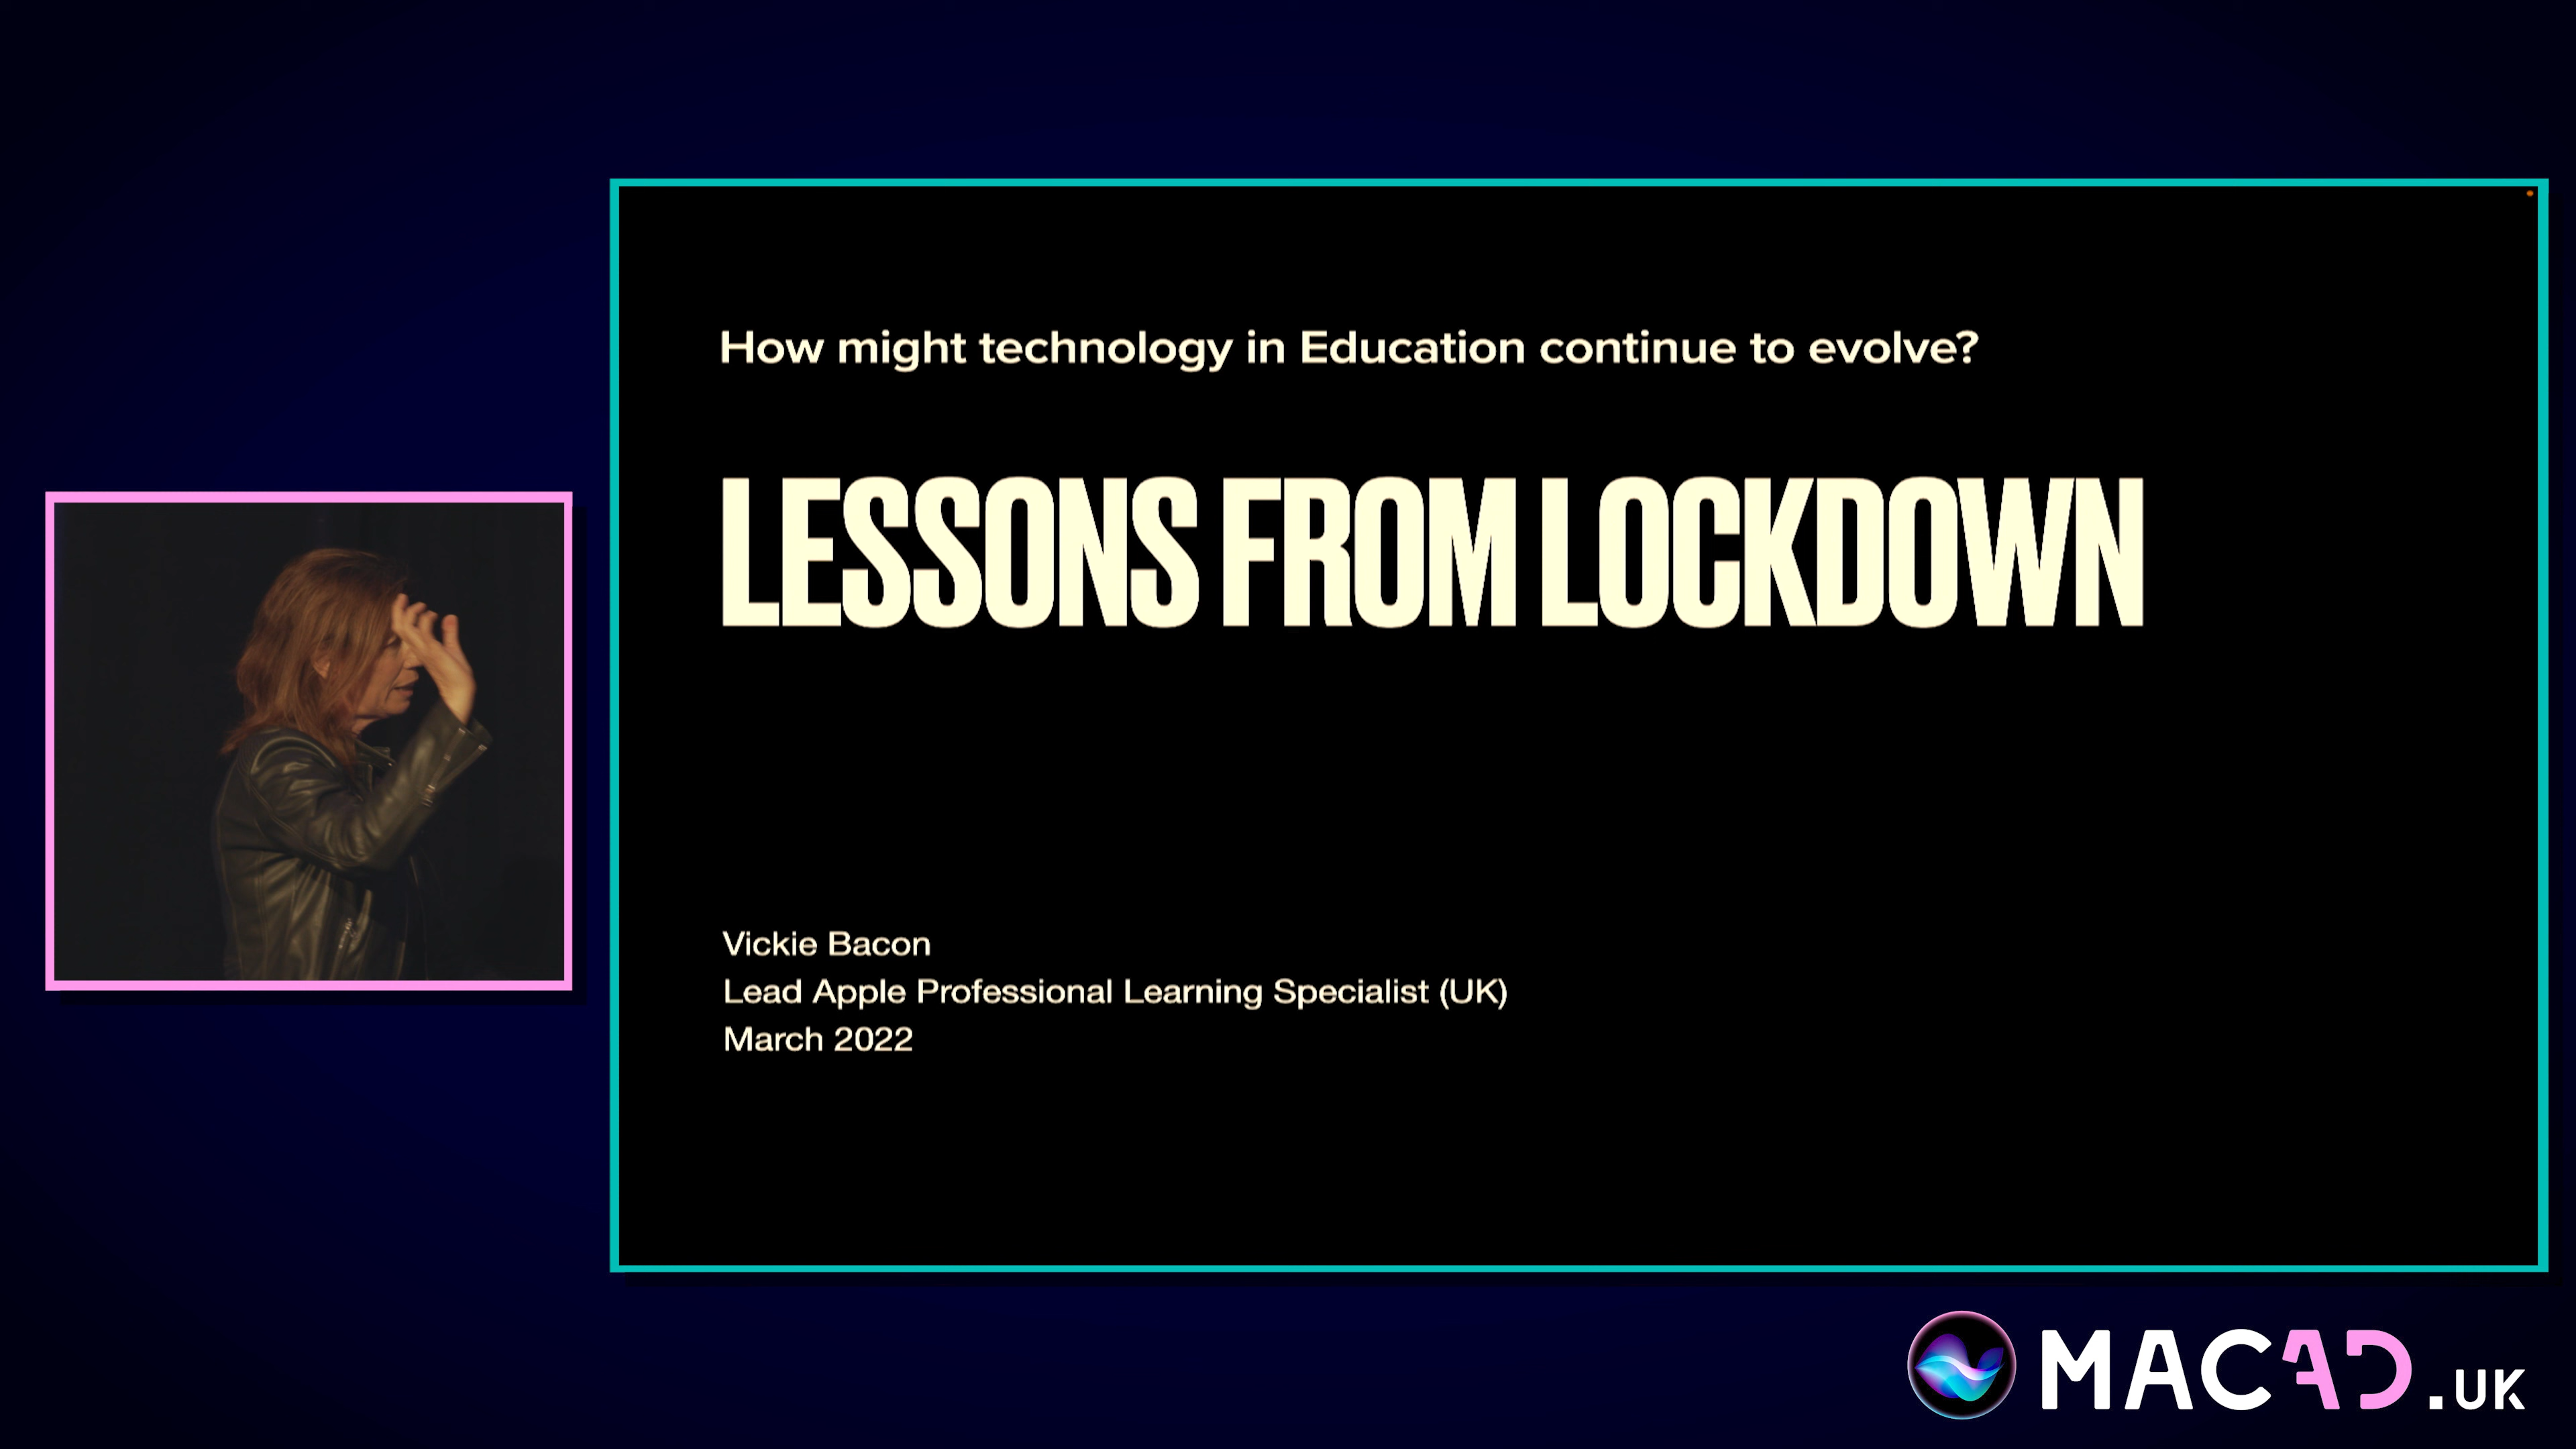 How might technology in Education continue to evolve?
LESSONS FROM LOCKDOWN
Vickie Bacon
Lead Apple Professional Learning Specialist (UK)
March 2022
MACAD.UK